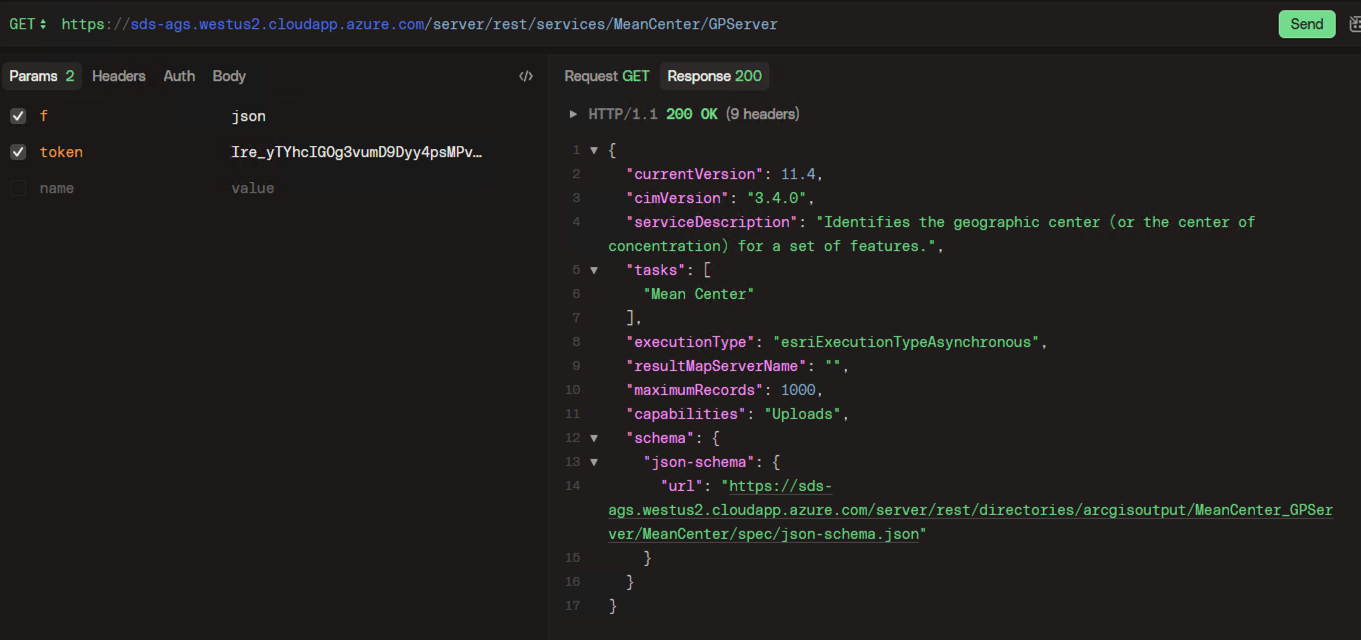 GET https://sds-ags.westus2.cloudapp.azure.com/server/rest/services/MeanCenter/GPServer Send
Params 2 Headers Auth Body </>
f json
token Ire_yTYhcIGOg3vumD9Dyy4psMPv…
name value
Request GET Response 200
HTTP/1.1 200 OK (9 headers)
1 {
2 "currentVersion": 11.4,
3 "cimVersion": "3.4.0",
4 "serviceDescription": "Identifies the geographic center (or the center of
concentration) for a set of features.",
5 "tasks": [
6 "Mean Center"
7 ],
8 "executionType": "esriExecutionTypeAsynchronous",
9 "resultMapServerName": "",
10 "maximumRecords": 1000,
11 "capabilities": "Uploads",
12 "schema": {
13 "json-schema": {
14 "url": "https://sds-
ags.westus2.cloudapp.azure.com/server/rest/directories/arcgisoutput/MeanCenter_GPSer
ver/MeanCenter/spec/json-schema.json"
15 }
16 }
17 }